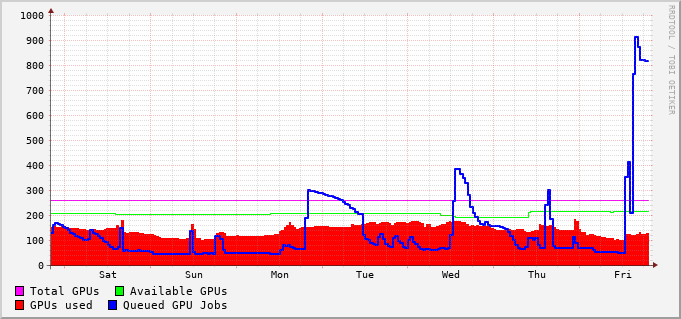 1000
900
800
700
600
500
400
300
200
100
0
Sat Sun Mon Tue Wed Thu Fri
Total GPUs Available GPUs
GPUs used Queued GPU Jobs
RRDTOOL / TOBI OETIKER